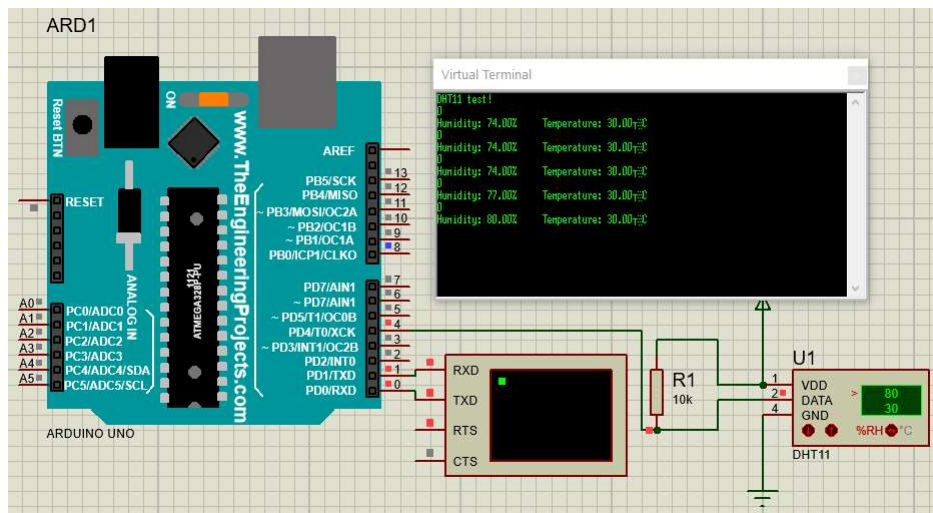 ARD1
Reset BTN
ON
www.TheEngineeringProjects.com
RESET
AREF
PB5/SCK
PB4/MISO
~ PB3/MOSI/OC2A
~ PB2/OC1B
~ PB1/OC1A
PB0/ICP1/CLKO
13
12
11
10
9
8
ANALOG IN
ATMEGA328P-PU
1121
PD7/AIN1
~ PD7/AIN1
~ PD5/T1/OC0B
PD4/T0/XCK
~ PD3/INT1/OC2B
PD2/INT0
PD1/TXD
PD0/RXD
7
6
5
4
3
2
1
0
A0
A1
A2
A3
A4
A5
PC0/ADC0
PC1/ADC1
PC2/ADC2
PC3/ADC3
PC4/ADC4/SDA
PC5/ADC5/SCL
ARDUINO UNO
Virtual Terminal
DHT11 test!
0
Humidity: 74.00% Temperature: 30.00
0
Humidity: 74.00% Temperature: 30.00
0
Humidity: 74.00% Temperature: 30.00
0
Humidity: 77.00% Temperature: 30.00
0
Humidity: 80.00% Temperature: 30.00
RXD
TXD
RTS
CTS
R1
10k
U1
1
2
4
VDD
DATA
GND
> 80
30
%RH °C
DHT11